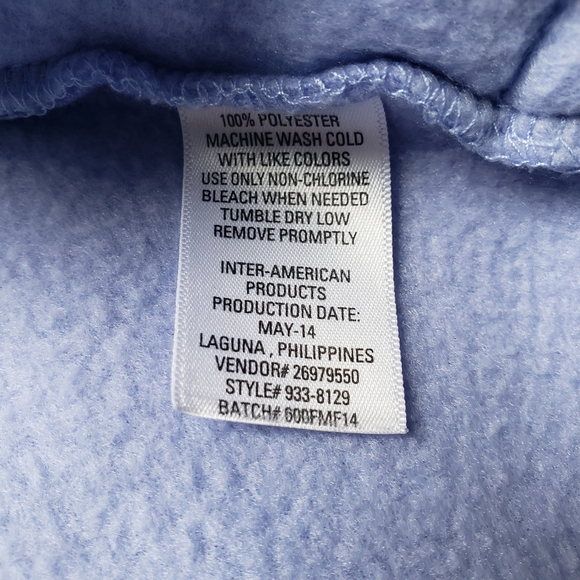 100% POLYESTER
MACHINE WASH COLD
WITH LIKE COLORS
USE ONLY NON-CHLORINE
BLEACH WHEN NEEDED
TUMBLE DRY LOW
REMOVE PROMPTLY
INTER-AMERICAN
PRODUCTS
PRODUCTION DATE:
MAY-14
LAGUNA , PHILIPPINES
VENDOR# 26979550
STYLE# 933-8129
BATCH# 600FMF14